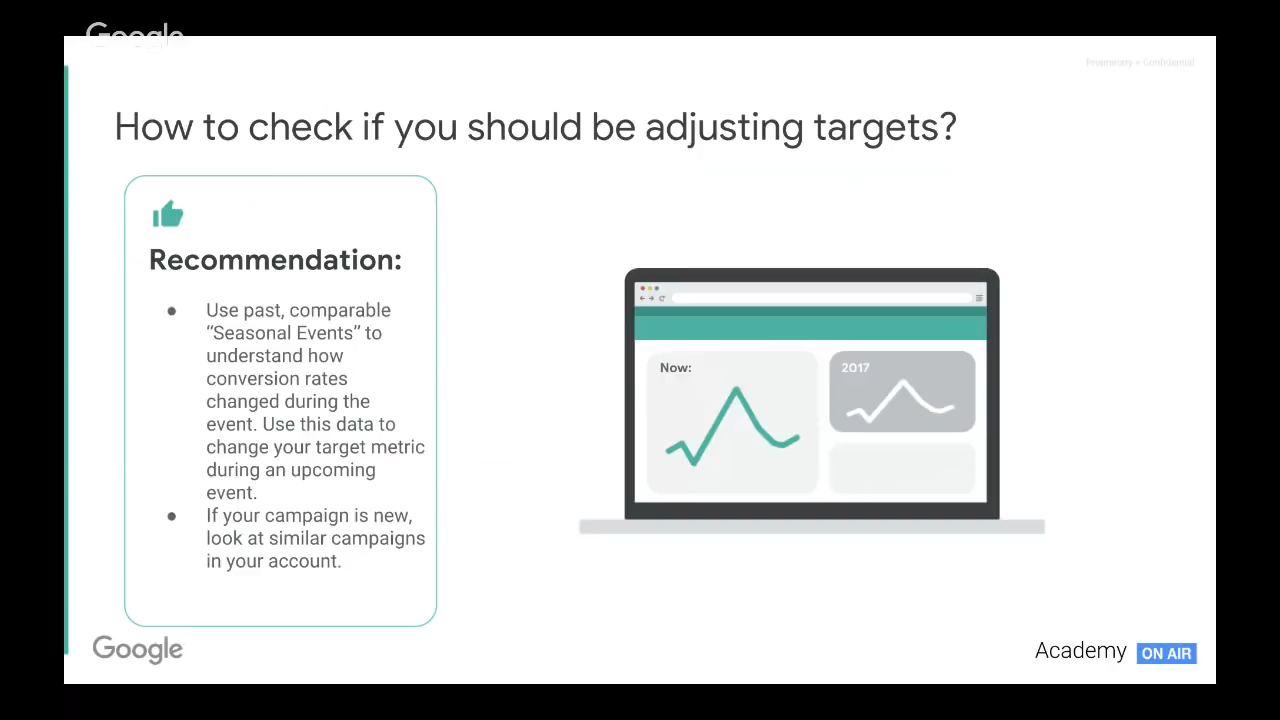 Google
Proprietary + Confidential
How to check if you should be adjusting targets?
Recommendation:
● Use past, comparable
“Seasonal Events” to
understand how
conversion rates
changed during the
event. Use this data to
change your target metric
during an upcoming
event.
● If your campaign is new,
look at similar campaigns
in your account.
Now:
2017
Google
Academy ON AIR